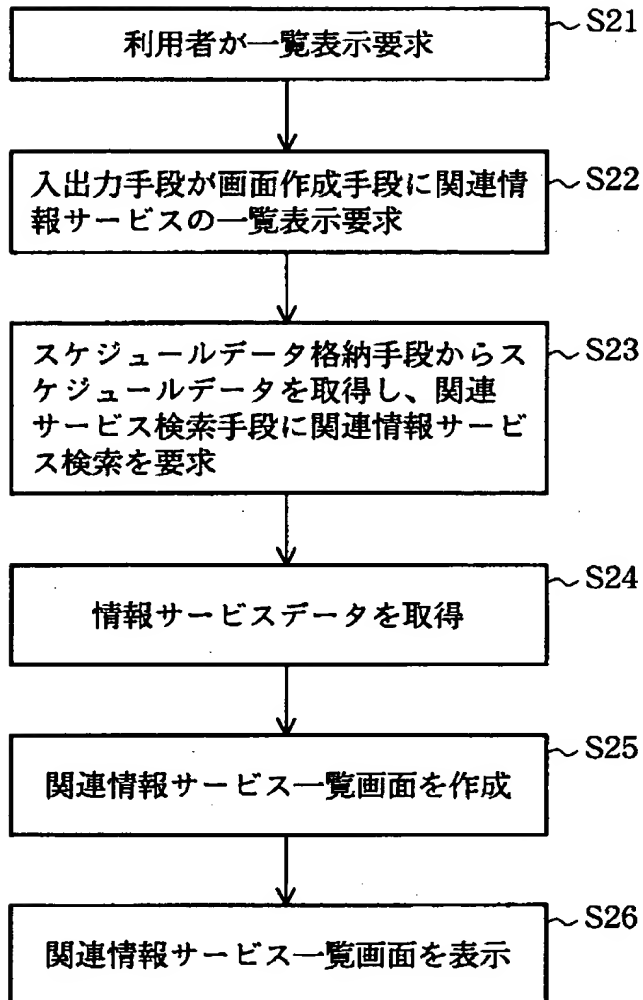 利用者が一覧表示要求
S21
入出力手段が画面作成手段に関連情
報サービスの一覧表示要求
S22
スケジュールデータ格納手段からス
ケジュールデータを取得し、関連
サービス検索手段に関連情報サービ
ス検索を要求
S23
情報サービスデータを取得
S24
関連情報サービス一覧画面を作成
S25
関連情報サービス一覧画面を表示
S26